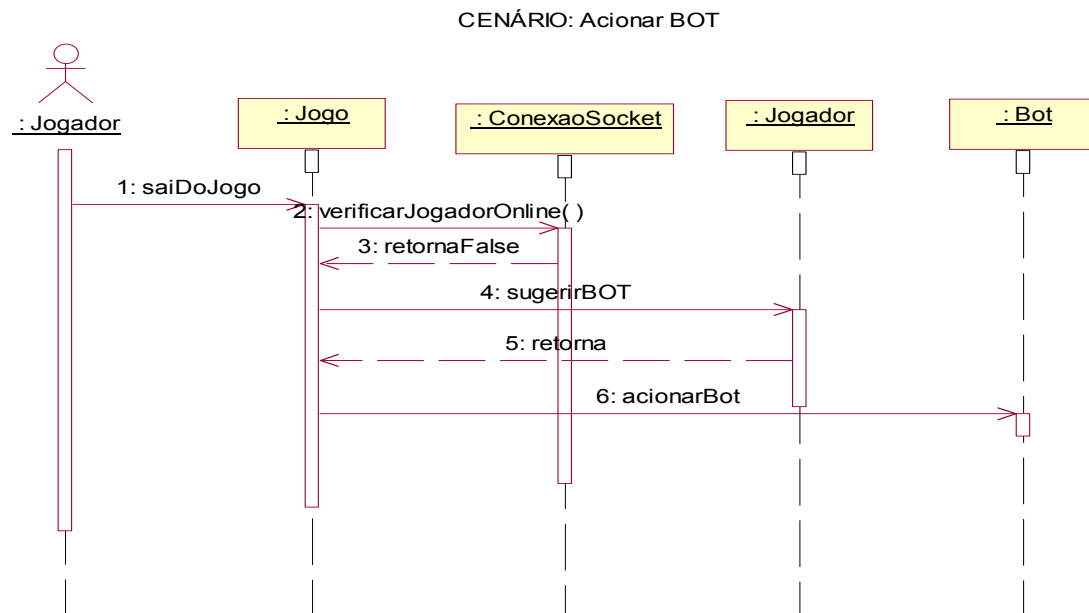 CENÁRIO: Acionar BOT
: Jogador
: Jogo
: ConexaoSocket
: Jogador
: Bot
1: saiDoJogo
2: verificarJogadorOnline( )
3: retornaFalse
4: sugerirBOT
5: retorna
6: acionarBot